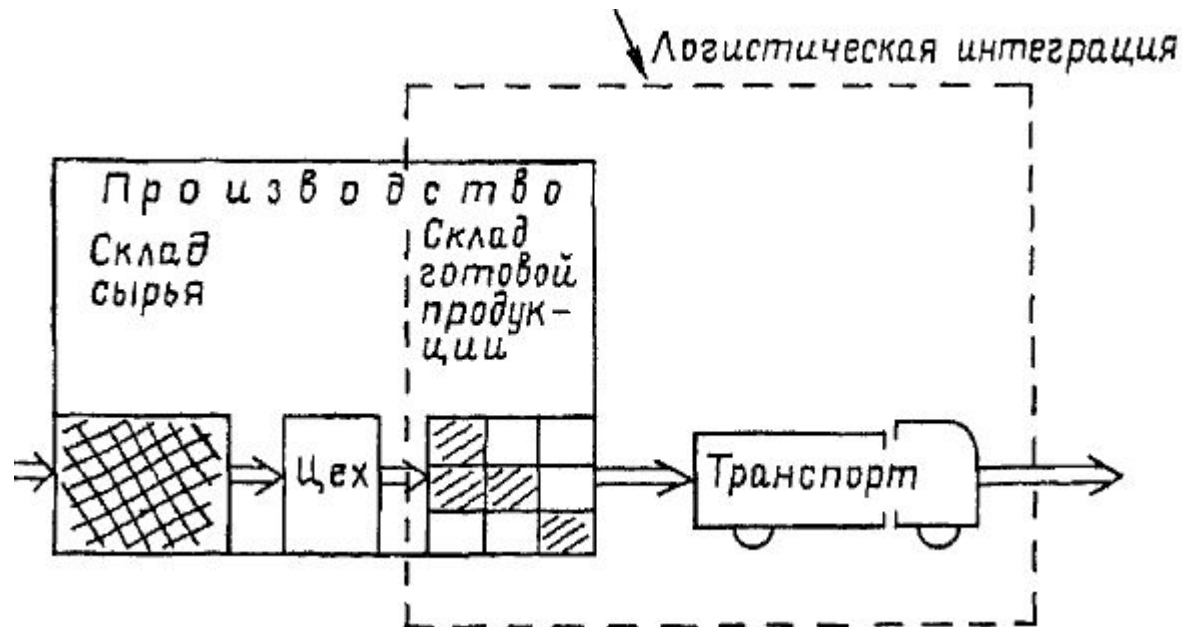 Логистическая интеграция
Производство
Склад
сырья
Склад
готовой
продук-
ции
Цех
Транспорт